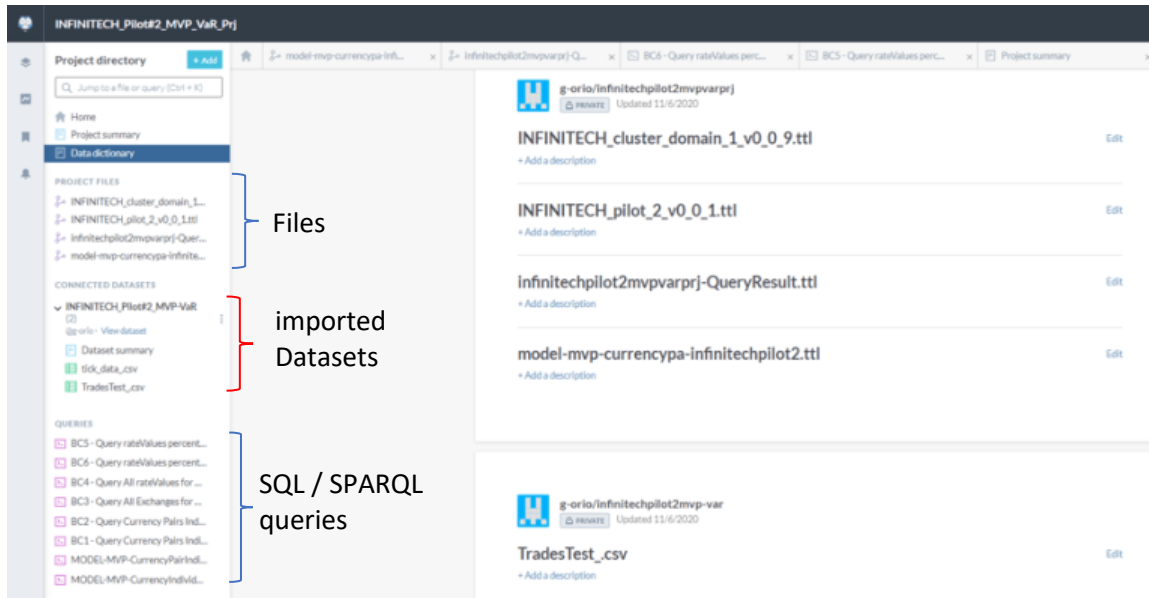 INFINITECH_Pilot#2_MVP_VaR_Prj
Project directory
+ Add
Jump to a file or query (Ctrl + K)
Home
Project summary
Data dictionary
PROJECT FILES
INFINITECH_cluster_domain_1...
INFINITECH_pilot_2_v0_0_1.ttl
infinitechpilot2mvpvarprj-Quer...
model-mvp-currencypa-infinite...
Files
CONNECTED DATASETS
INFINITECH_Pilot#2_MVP-VaR
(2)
@g-orio - View dataset
Dataset summary
tick_data_.csv
TradesTest_.csv
imported
Datasets
QUERIES
BC5 - Query rateValues percent...
BC6 - Query rateValues percent...
BC4 - Query All rateValues for ...
BC3 - Query All Exchanges for ...
BC2 - Query Currency Pairs Ind...
BC1 - Query Currency Pairs Indi...
MODEL-MVP-CurrencyPairIndi...
MODEL-MVP-CurrencyIndivid...
SQL / SPARQL
queries
model-mvp-currencypa-infi... x
infinitechpilot2mvpvarprj-Q... x
BC6 - Query rateValues perc... x
BC5 - Query rateValues perc... x
Project summary x
g-orio/infinitechpilot2mvpvarprj
PRIVATE Updated 11/6/2020
INFINITECH_cluster_domain_1_v0_0_9.ttl
Edit
+ Add a description
INFINITECH_pilot_2_v0_0_1.ttl
Edit
+ Add a description
infinitechpilot2mvpvarprj-QueryResult.ttl
Edit
+ Add a description
model-mvp-currencypa-infinitechpilot2.ttl
Edit
+ Add a description
g-orio/infinitechpilot2mvp-var
PRIVATE Updated 11/6/2020
TradesTest_.csv
Edit
+ Add a description